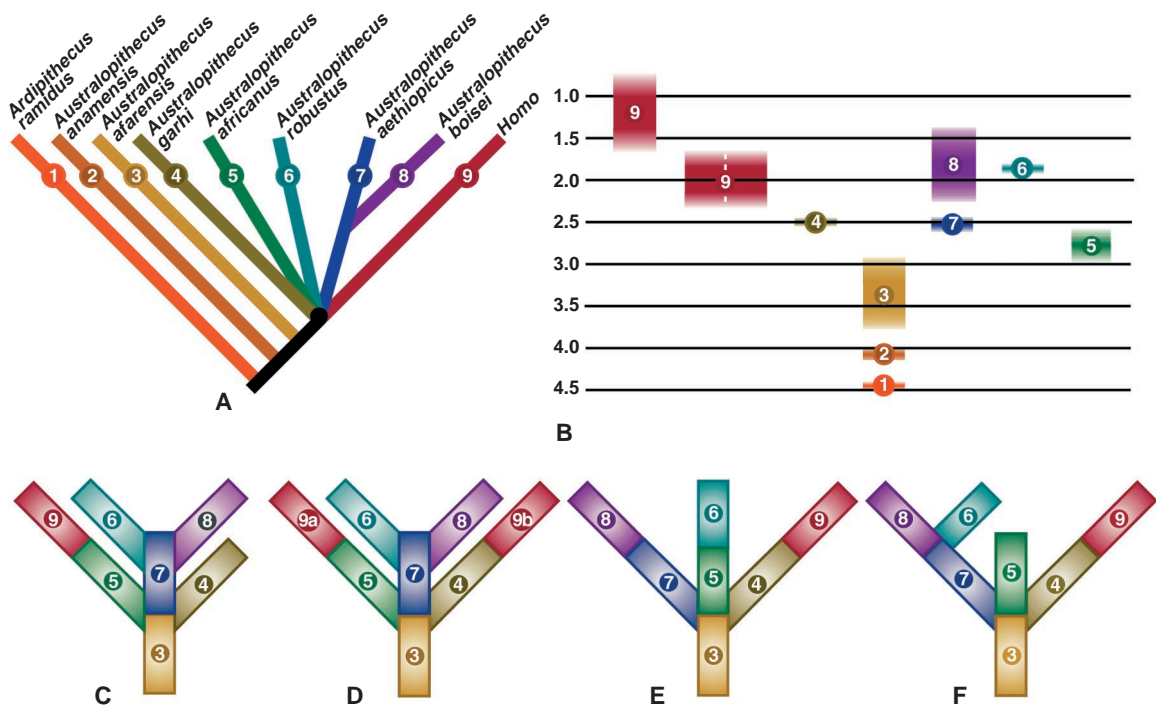 Ardipithecus
ramidus
Australopithecus
anamensis
Australopithecus
afarensis
Australopithecus
garhi
Australopithecus
africanus
Australopithecus
robustus
Australopithecus
aethiopicus
Australopithecus
boisei
Homo
1
2
3
4
5
6
7
8
9
A
1.0
1.5
2.0
2.5
3.0
3.5
4.0
4.5
9
9
8
6
4
7
5
3
2
1
B
9
6
8
5
7
4
3
C
9a
6
8
9b
5
7
4
3
D
8
6
9
7
5
4
3
E
8
6
9
7
5
4
3
F